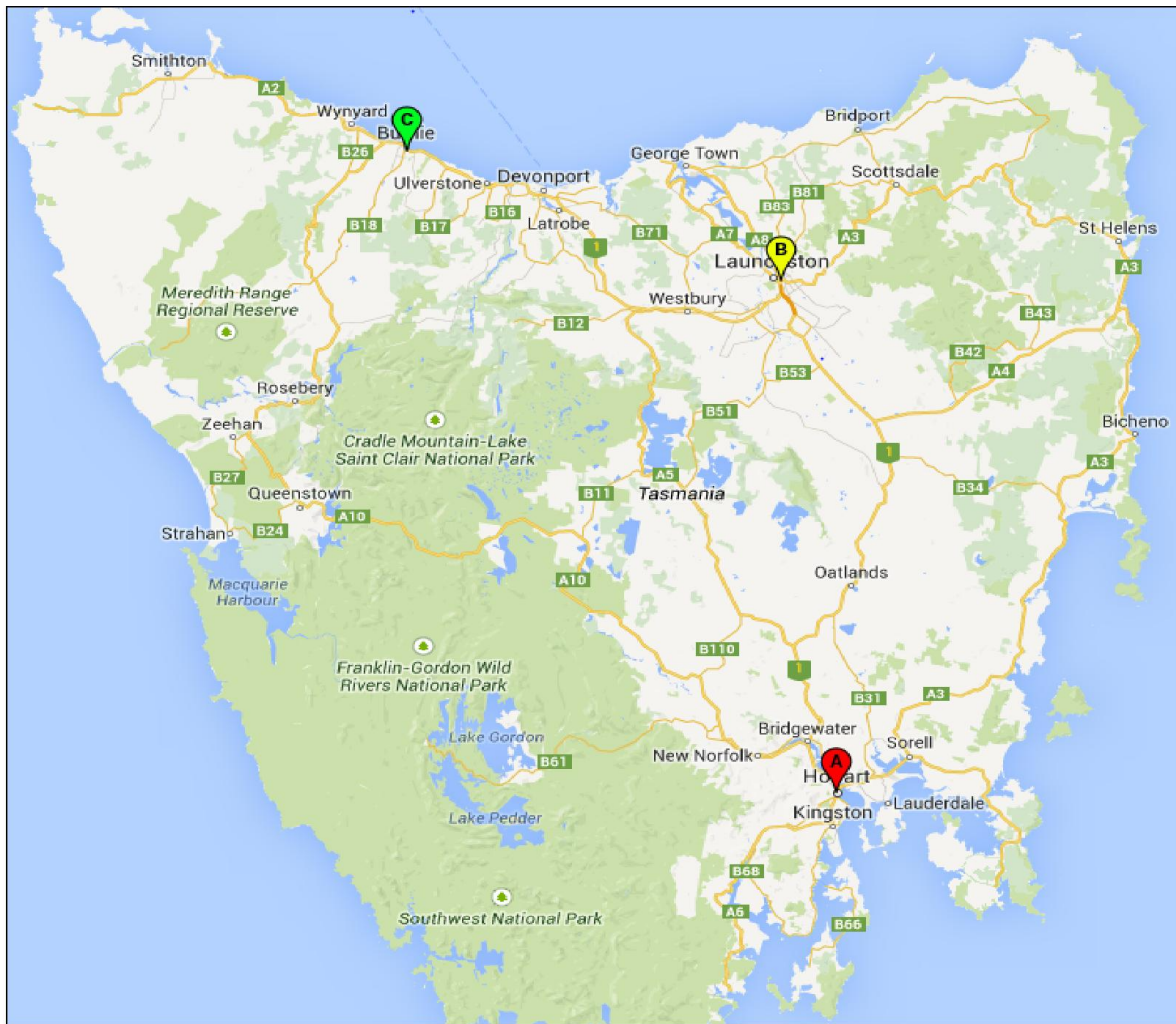 Smithton
A2
Wynyard
C
Burnie
B26
Bridport
George Town
Ulverstone
Devonport
Scottsdale
B81
B83
B16
Latrobe
B18
B17
B71
A7
A8
A3
St Helens
1
B
Launceston
A3
Meredith Range
Regional Reserve
Westbury
B12
B43
B42
B53
A4
Rosebery
B51
Zeehan
Bicheno
Cradle Mountain-Lake
Saint Clair National Park
1
A3
B27
A5
B34
Queenstown
B11
Tasmania
A10
Strahan
B24
Macquarie
Harbour
A10
Oatlands
Franklin-Gordon Wild
Rivers National Park
B110
1
B31
A3
Bridgewater
Lake Gordon
Sorell
New Norfolk
B61
A
Hobart
Lauderdale
Kingston
Lake Pedder
B68
Southwest National Park
A6
B66